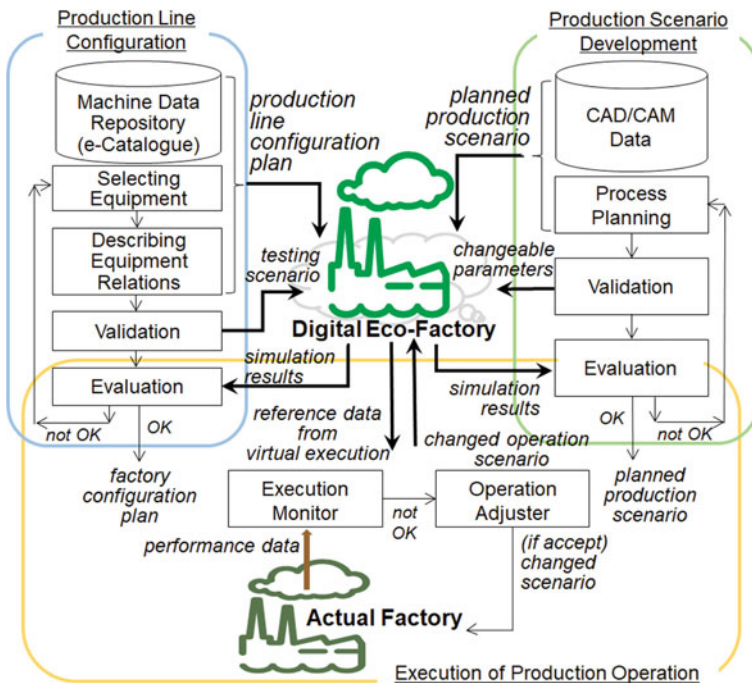 Production Line
Configuration
Machine Data
Repository
(e-Catalogue)
Selecting
Equipment
Describing
Equipment
Relations
Validation
Evaluation
not OK
OK
factory
configuration
plan
production
line
configuration
plan
testing
scenario
simulation
results
Production Scenario
Development
planned
production
scenario
CAD/CAM
Data
Process
Planning
changeable
parameters
Validation
Evaluation
simulation
results
OK
not OK
planned
production
scenario
Digital Eco-Factory
reference data
from
virtual execution
changed operation
scenario
Execution
Monitor
not
OK
Operation
Adjuster
performance data
(if accept)
changed
scenario
Actual Factory
Execution of Production Operation